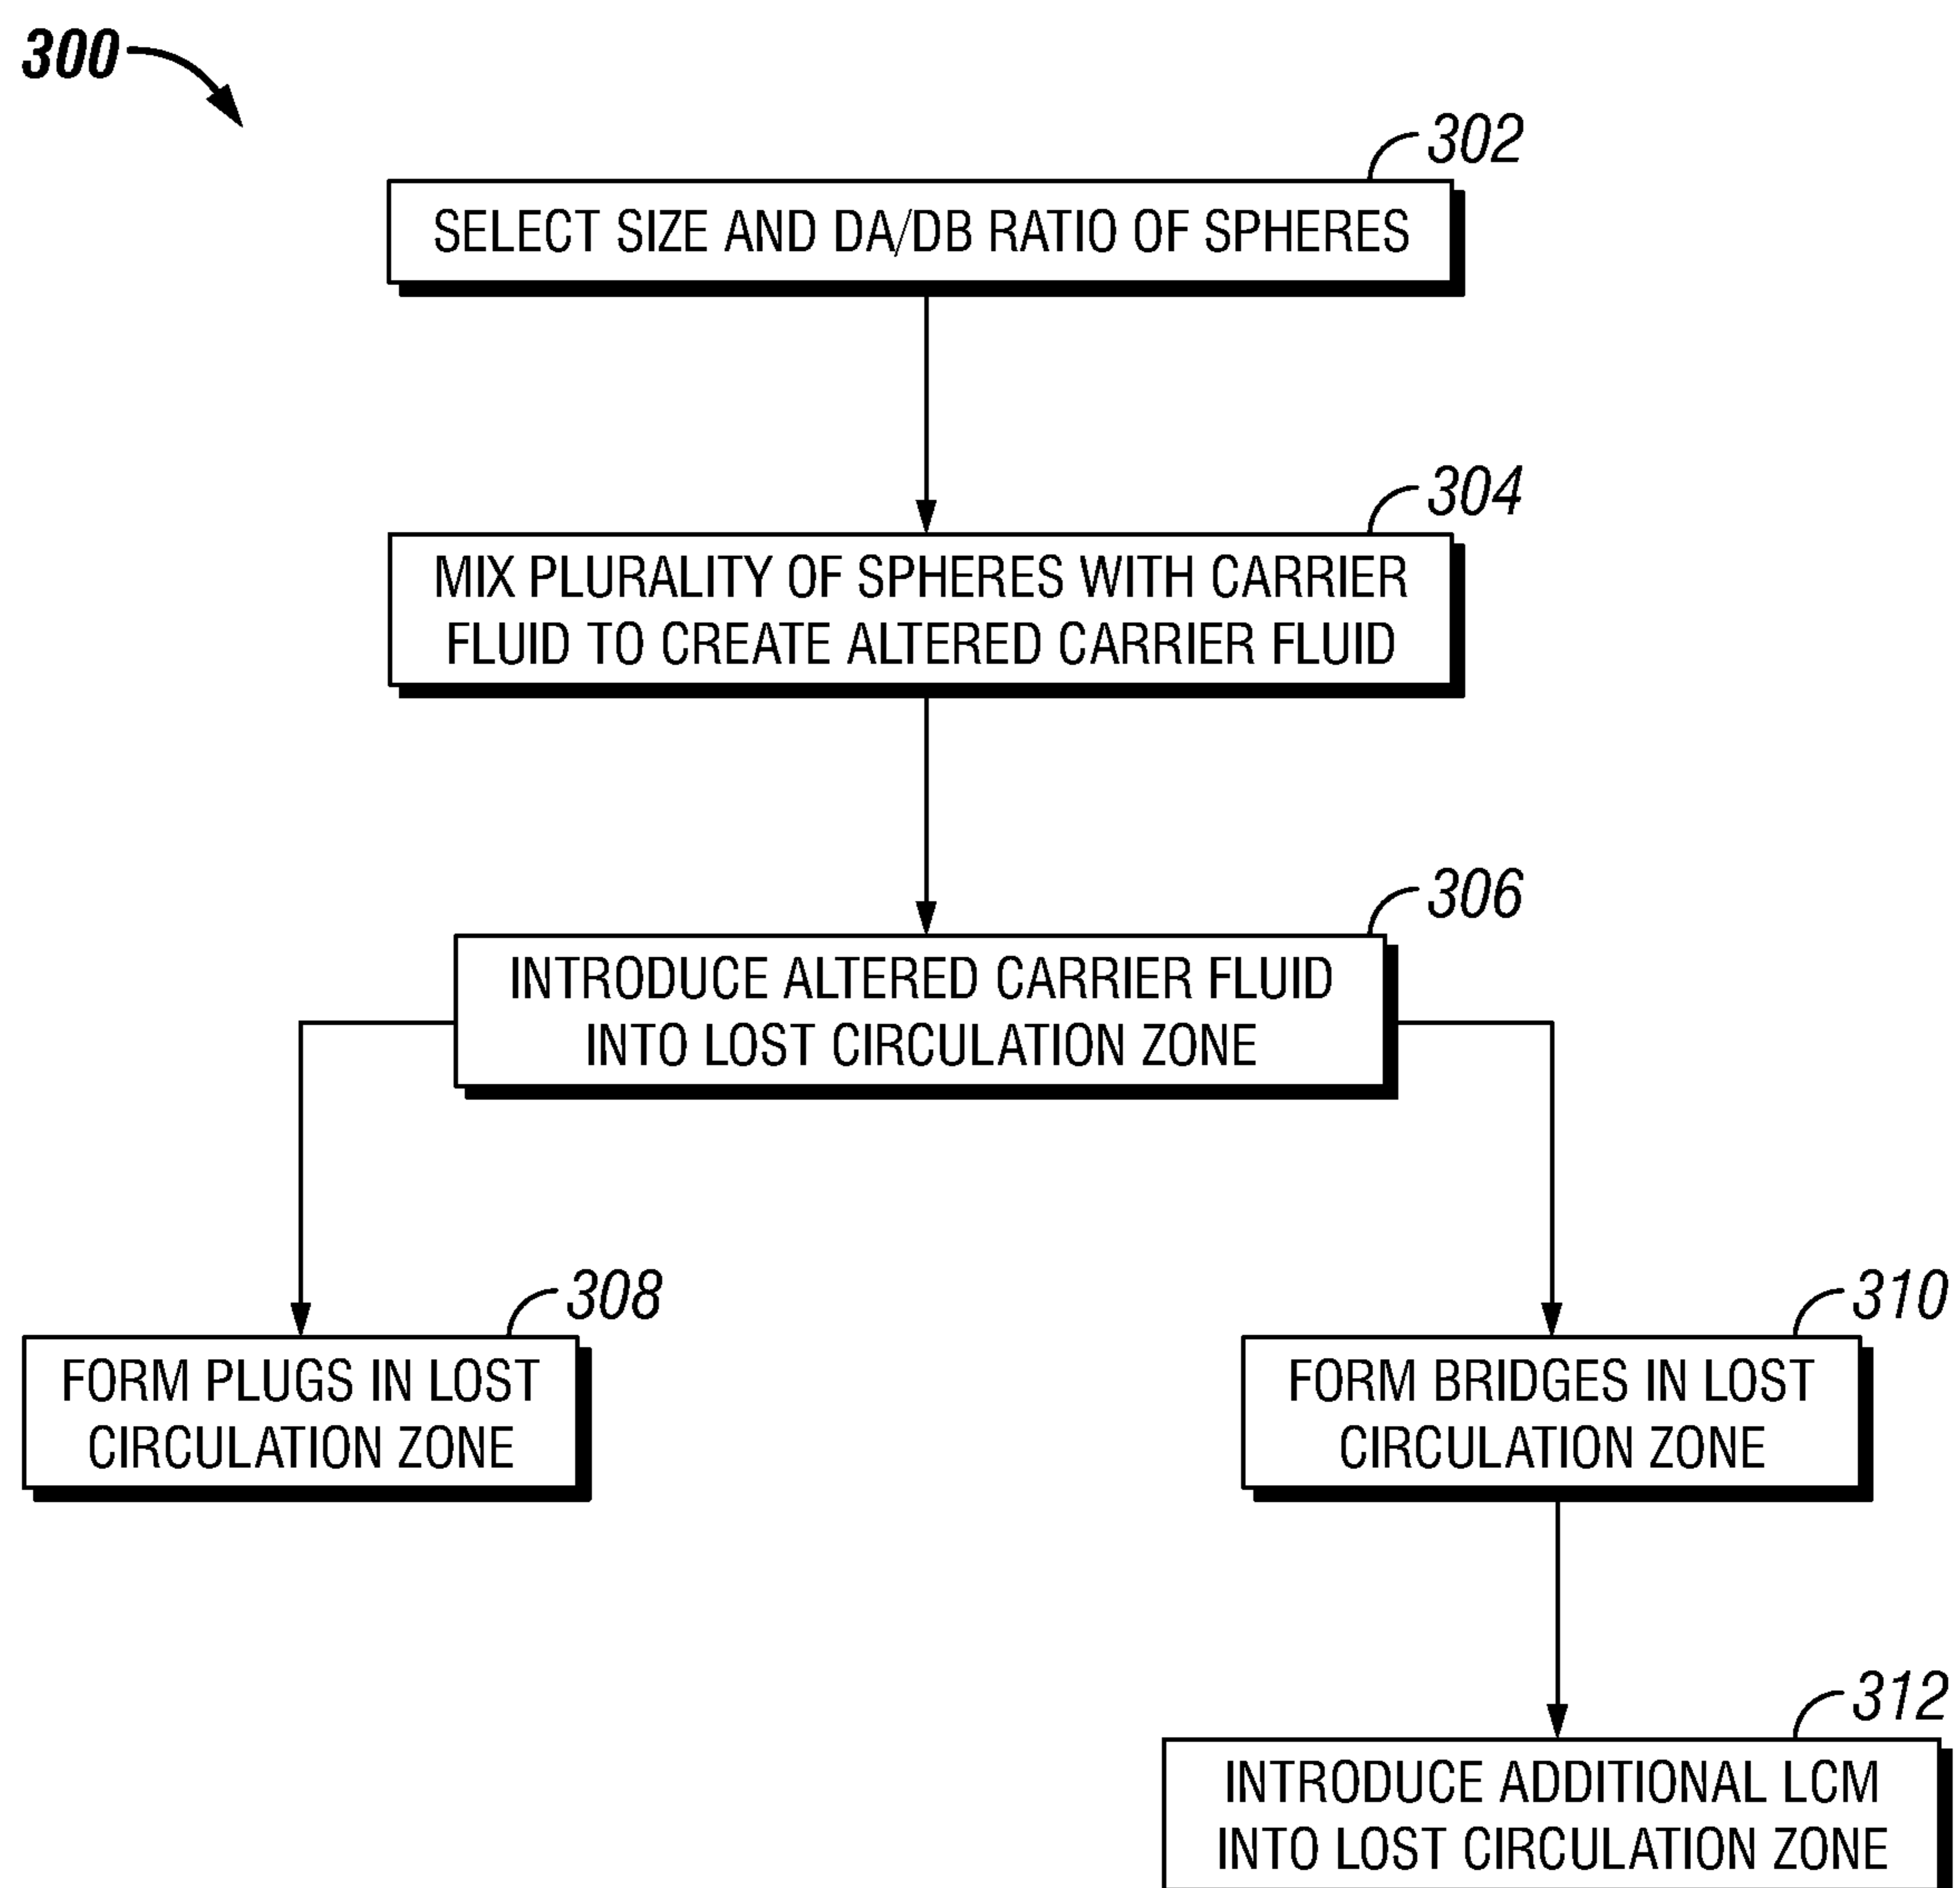 300
302
SELECT SIZE AND DA/DB RATIO OF SPHERES
304
MIX PLURALITY OF SPHERES WITH CARRIER
FLUID TO CREATE ALTERED CARRIER FLUID
306
INTRODUCE ALTERED CARRIER FLUID
INTO LOST CIRCULATION ZONE
308
FORM PLUGS IN LOST
CIRCULATION ZONE
310
FORM BRIDGES IN LOST
CIRCULATION ZONE
312
INTRODUCE ADDITIONAL LCM
INTO LOST CIRCULATION ZONE